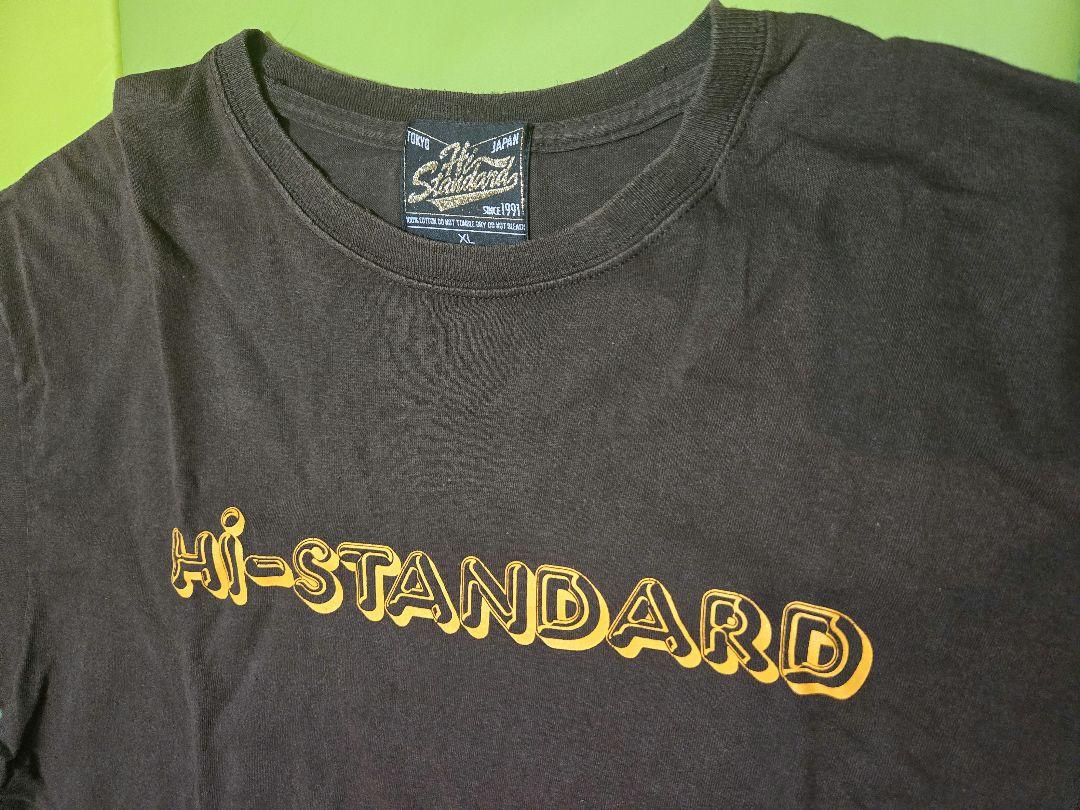 TOKYO JAPAN
Hi
Standard
SINCE 1991
100% COTTON DO NOT TUMBLE DRY DO NOT BLEACH
XL
Hi-STANDARD